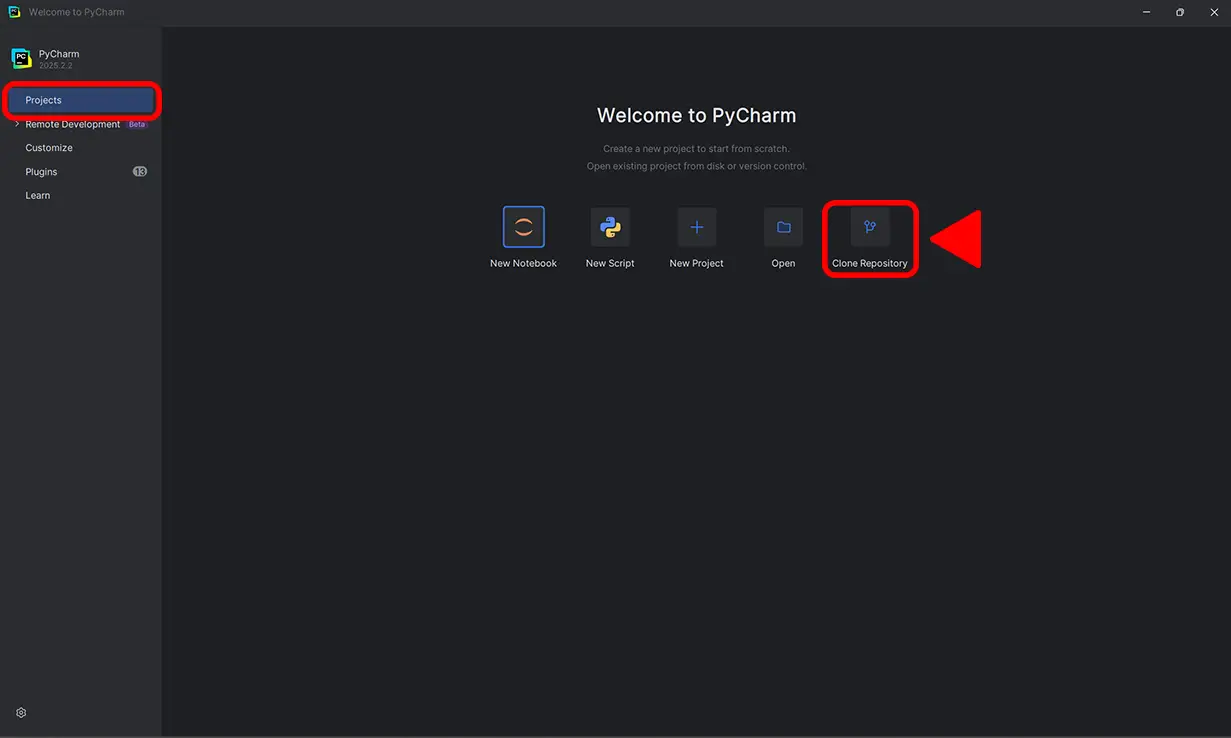 Welcome to PyCharm
PyCharm
2025.2.2
Projects
Remote Development Beta
Customize
Plugins 13
Learn
Welcome to PyCharm
Create a new project to start from scratch.
Open existing project from disk or version control.
New Notebook
New Script
New Project
Open
Clone Repository